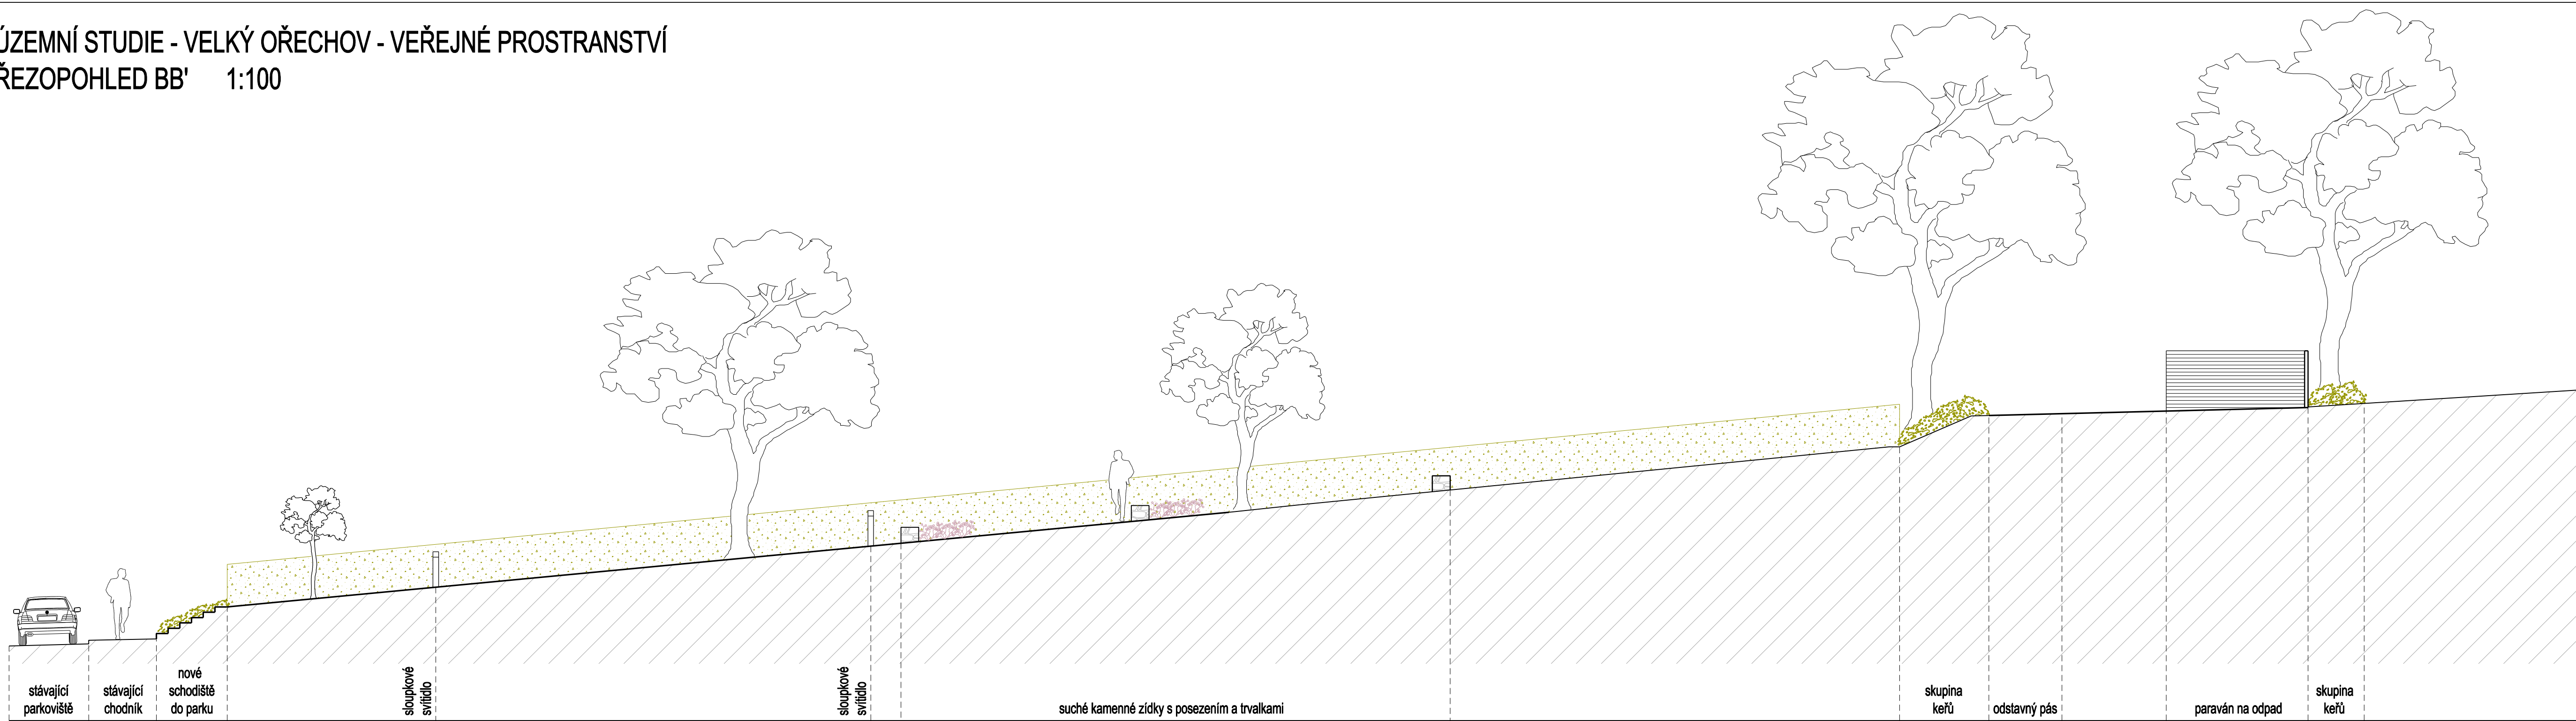 ÚZEMNÍ STUDIE - VELKÝ OŘECHOV - VEŘEJNÉ PROSTRANSTVÍ
ŘEZOPOHLED BB' 1:100
stávající
parkoviště
stávající
chodník
nové
schodiště
do parku
sloupkové
svítidlo
sloupkové
svítidlo
suché kamenné zídky s posezením a trvalkami
skupina
keřů
odstavný pás
paraván na odpad
skupina
keřů